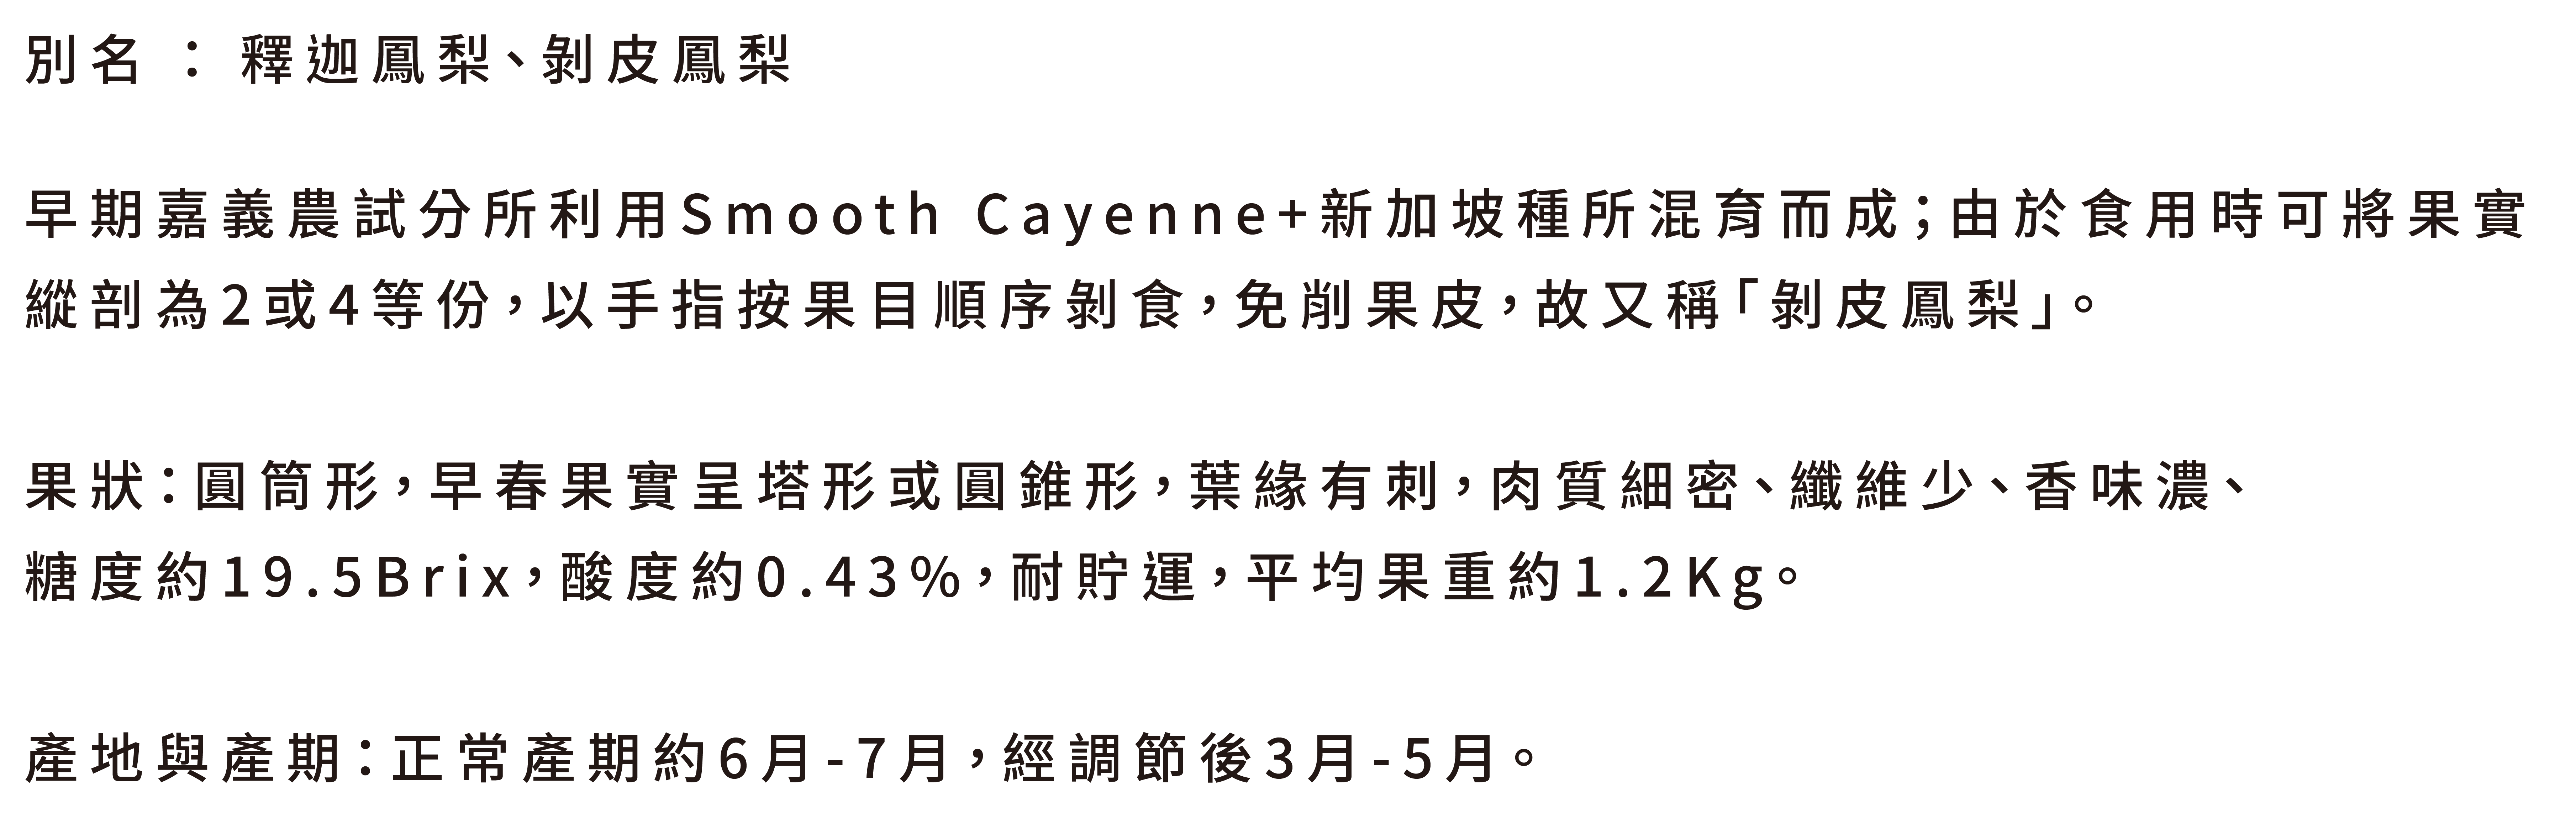 別名 ： 釋迦鳳梨、剝皮鳳梨
早期嘉義農試分所利用Smooth Cayenne+新加坡種所混育而成；由於食用時可將果實
縱剖為2或4等份，以手指按果目順序剝食，免削果皮，故又稱「剝皮鳳梨」。
果狀：圓筒形，早春果實呈塔形或圓錐形，葉緣有刺，肉質細密、纖維少、香味濃、
糖度約19.5Brix，酸度約0.43%，耐貯運，平均果重約1.2Kg。
產地與產期：正常產期約6月-7月，經調節後3月-5月。